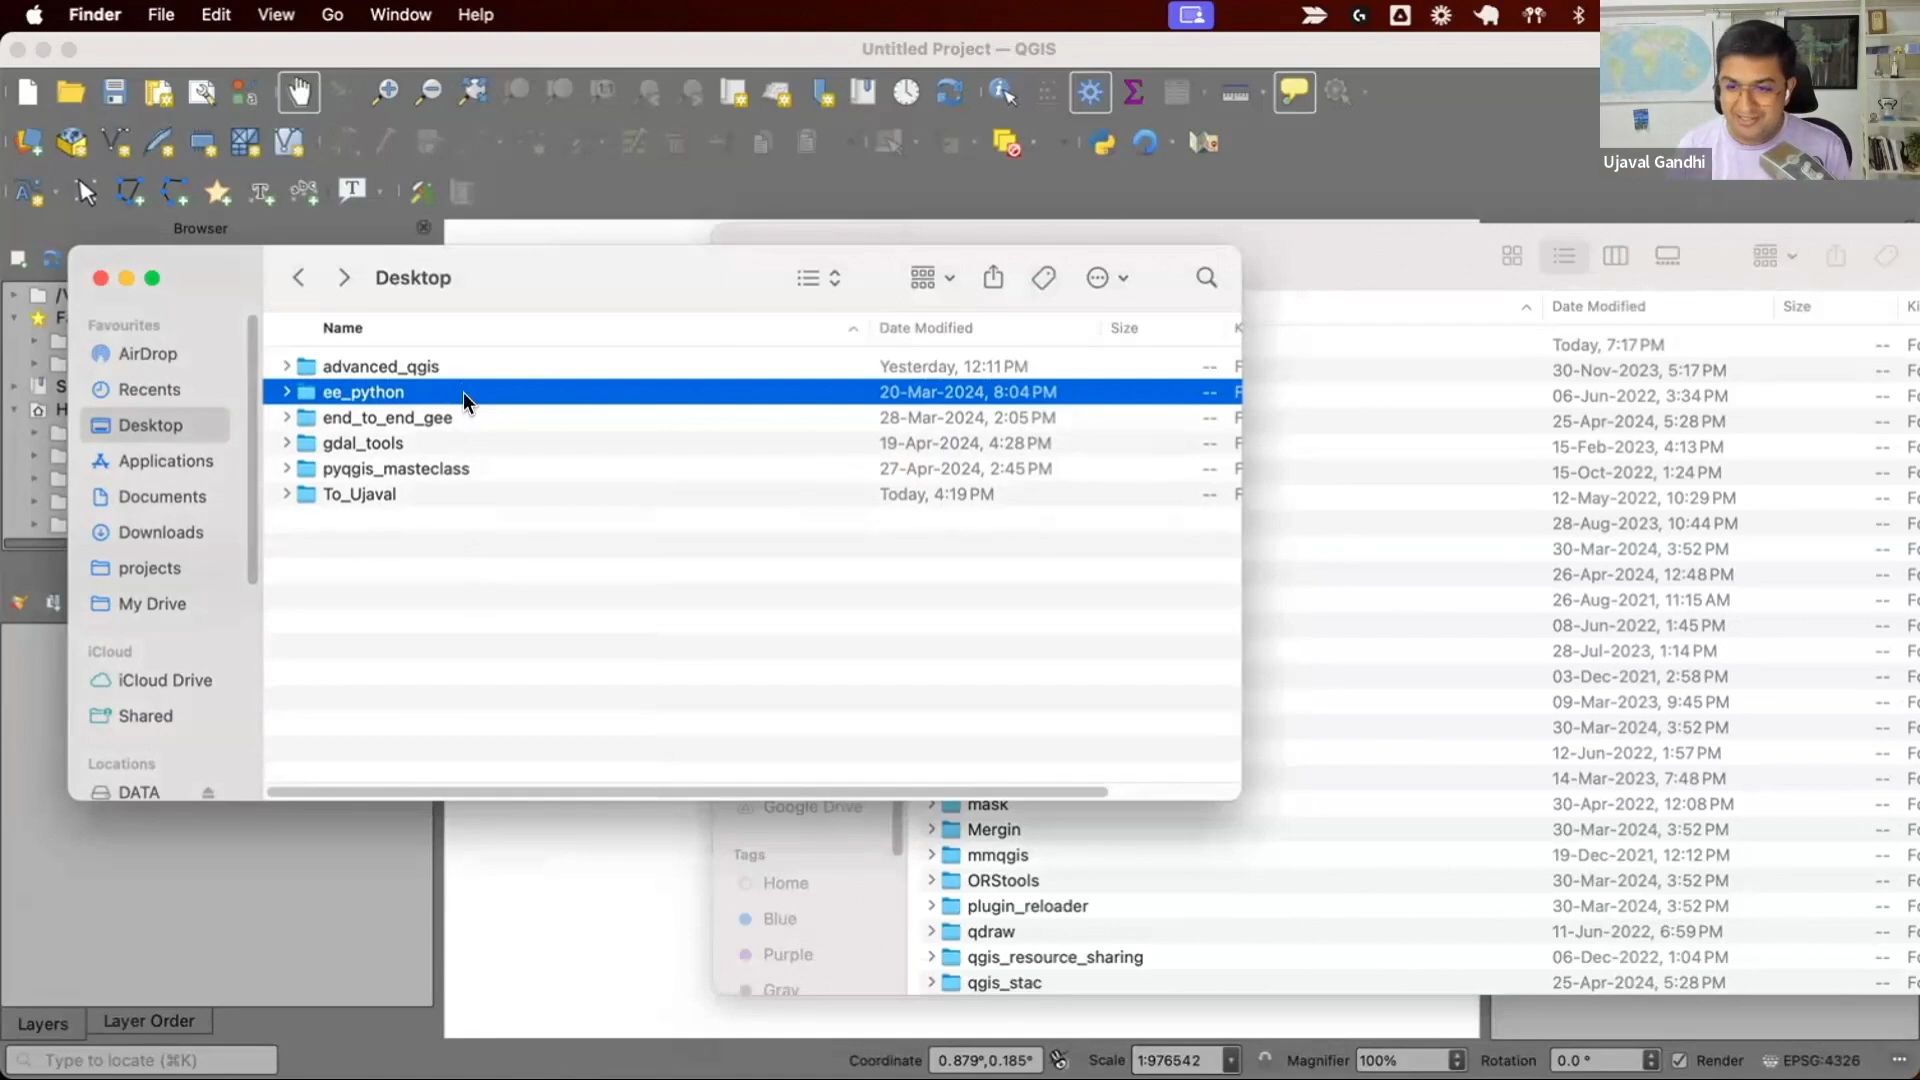 Finder File Edit View Go Window Help
Untitled Project — QGIS
Ujaval Gandhi
Browser
Desktop
Favourites
AirDrop
Recents
Desktop
Applications
Documents
Downloads
projects
My Drive
iCloud
iCloud Drive
Shared
Locations
DATA
Name Date Modified Size
advanced_qgis Yesterday, 12:11 PM --
ee_python 20-Mar-2024, 8:04 PM --
end_to_end_gee 28-Mar-2024, 2:05 PM --
gdal_tools 19-Apr-2024, 4:28 PM --
pyqgis_masteclass 27-Apr-2024, 2:45 PM --
To_Ujaval Today, 4:19 PM --
Date Modified Size
Today, 7:17 PM --
30-Nov-2023, 5:17 PM --
06-Jun-2022, 3:34 PM --
25-Apr-2024, 5:28 PM --
15-Feb-2023, 4:13 PM --
15-Oct-2022, 1:24 PM --
12-May-2022, 10:29 PM --
28-Aug-2023, 10:44 PM --
30-Mar-2024, 3:52 PM --
26-Apr-2024, 12:48 PM --
26-Aug-2021, 11:15 AM --
08-Jun-2022, 1:45 PM --
28-Jul-2023, 1:14 PM --
03-Dec-2021, 2:58 PM --
09-Mar-2023, 9:45 PM --
30-Mar-2024, 3:52 PM --
12-Jun-2022, 1:57 PM --
14-Mar-2023, 7:48 PM --
mask 30-Apr-2022, 12:08 PM --
Mergin 30-Mar-2024, 3:52 PM --
mmqgis 19-Dec-2021, 12:12 PM --
ORStools 30-Mar-2024, 3:52 PM --
plugin_reloader 30-Mar-2024, 3:52 PM --
qdraw 11-Jun-2022, 6:59 PM --
qgis_resource_sharing 06-Dec-2022, 1:04 PM --
qgis_stac 25-Apr-2024, 5:28 PM --
Google Drive
Tags
Home
Blue
Purple
Gray
Layers Layer Order
Type to locate (⌘K)
Coordinate 0.879°,0.185° Scale 1:976542 Magnifier 100% Rotation 0.0 ° Render EPSG:4326